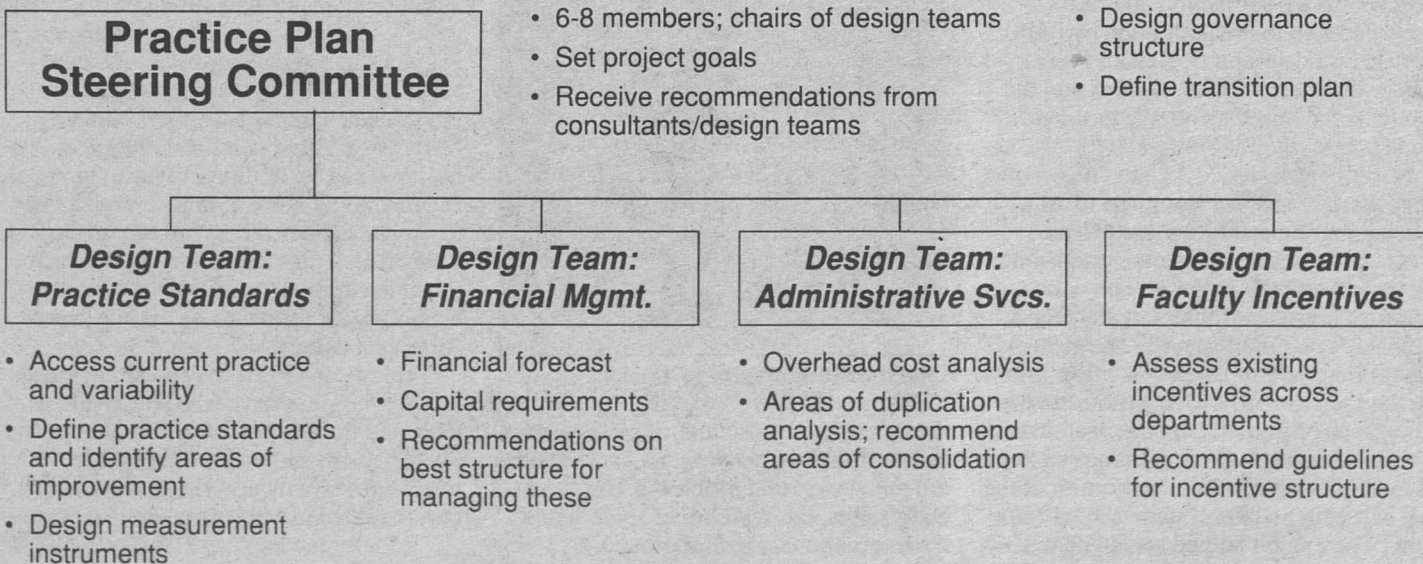 Practice Plan
Steering Committee
• 6-8 members; chairs of design teams
• Set project goals
• Receive recommendations from
consultants/design teams
• Design governance
structure
• Define transition plan
Design Team:
Practice Standards
• Access current practice
and variability
• Define practice standards
and identify areas of
improvement
• Design measurement
instruments
Design Team:
Financial Mgmt.
• Financial forecast
• Capital requirements
• Recommendations on
best structure for
managing these
Design Team:
Administrative Svcs.
• Overhead cost analysis
• Areas of duplication
analysis; recommend
areas of consolidation
Design Team:
Faculty Incentives
• Assess existing
incentives across
departments
• Recommend guidelines
for incentive structure